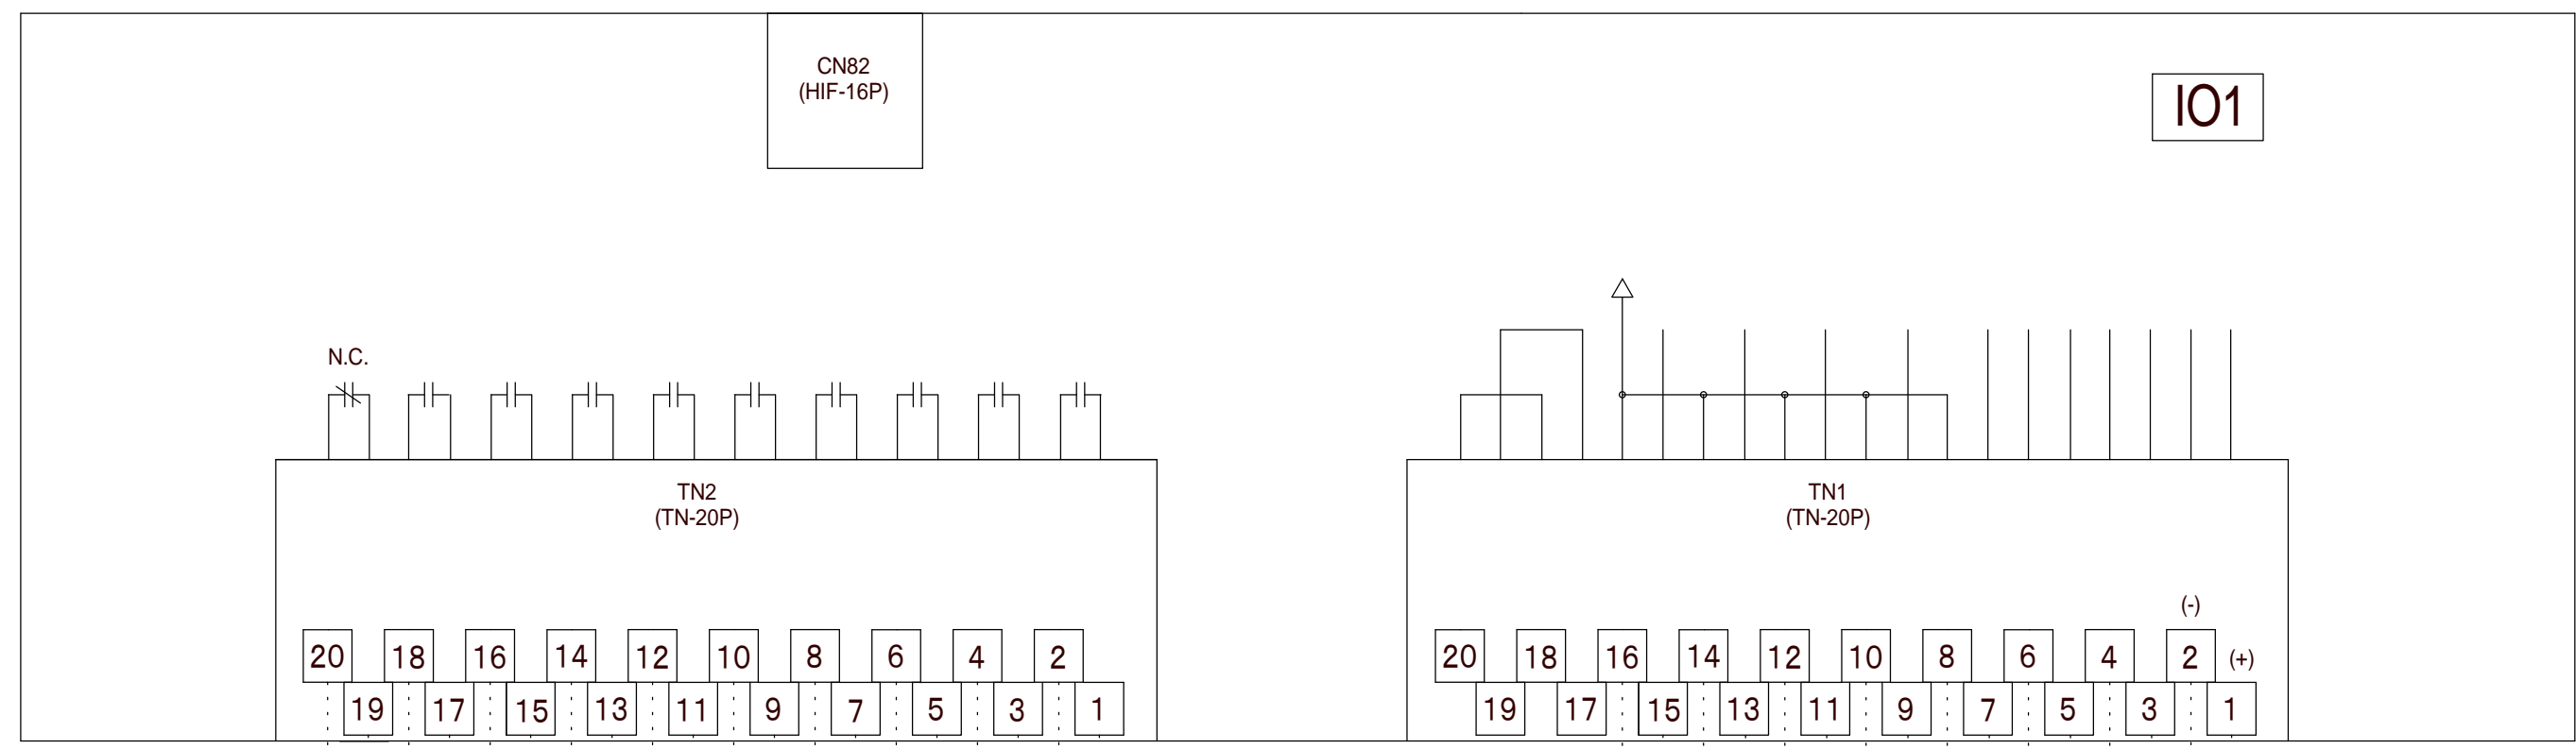 CN82
(HIF-16P)
IO1
N.C.
TN2
(TN-20P)
TN1
(TN-20P)
(-)
20 18 16 14 12 10 8 6 4 2
19 17 15 13 11 9 7 5 3 1
20 18 16 14 12 10 8 6 4 2 (+)
19 17 15 13 11 9 7 5 3 1